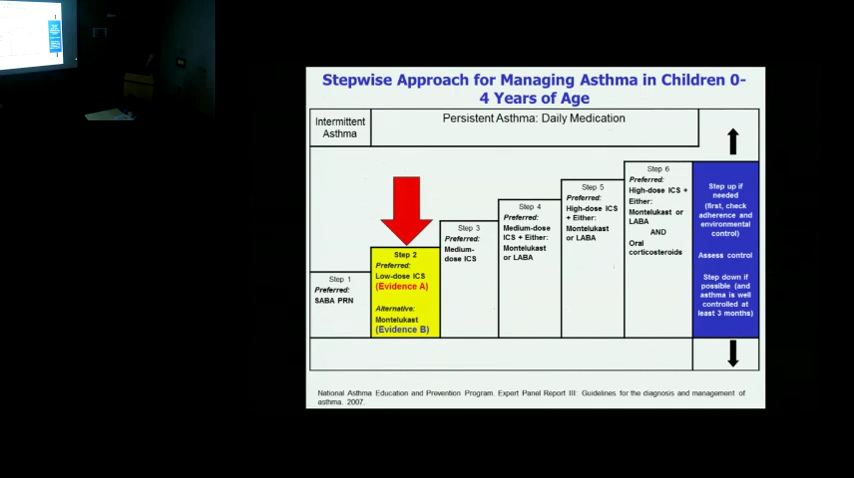 Stepwise Approach for Managing Asthma in Children 0-
4 Years of Age
Intermittent
Asthma
Persistent Asthma: Daily Medication
Step 1
Preferred:
SABA PRN
Step 2
Preferred:
Low-dose ICS
(Evidence A)
Alternative:
Montelukast
(Evidence B)
Step 3
Preferred:
Medium-
dose ICS
Step 4
Preferred:
Medium-dose
ICS + Either:
Montelukast
or LABA
Step 5
Preferred:
High-dose ICS
+ Either:
Montelukast
or LABA
Step 6
Preferred:
High-dose ICS +
Either:
Montelukast or
LABA
AND
Oral
corticosteroids
Step up if
needed
(first, check
adherence and
environmental
control)
Assess control
Step down if
possible (and
asthma is well
controlled at
least 3 months)
National Asthma Education and Prevention Program. Expert Panel Report III: Guidelines for the diagnosis and management of
asthma. 2007.